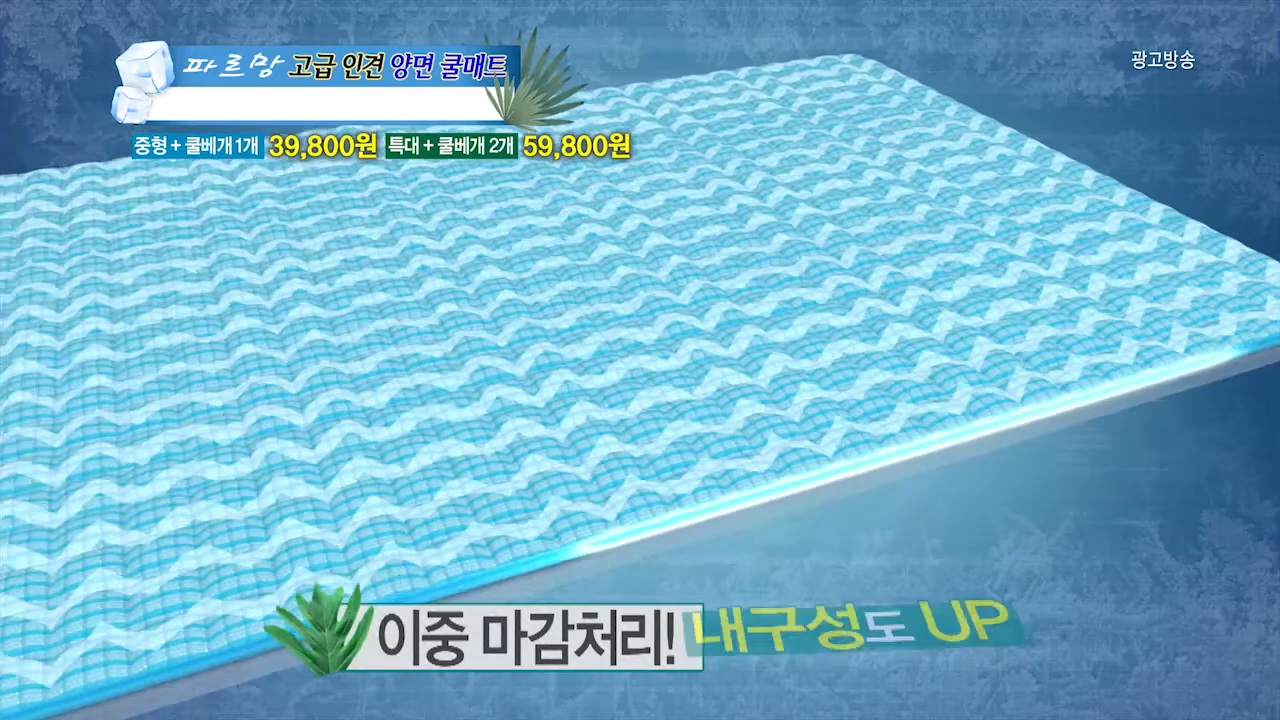 파르망 고급 인견 양면 쿨매트
광고방송
중형 + 쿨베개 1개 39,800원 특대 + 쿨베개 2개 59,800원
이중 마감처리! 내구성도 UP